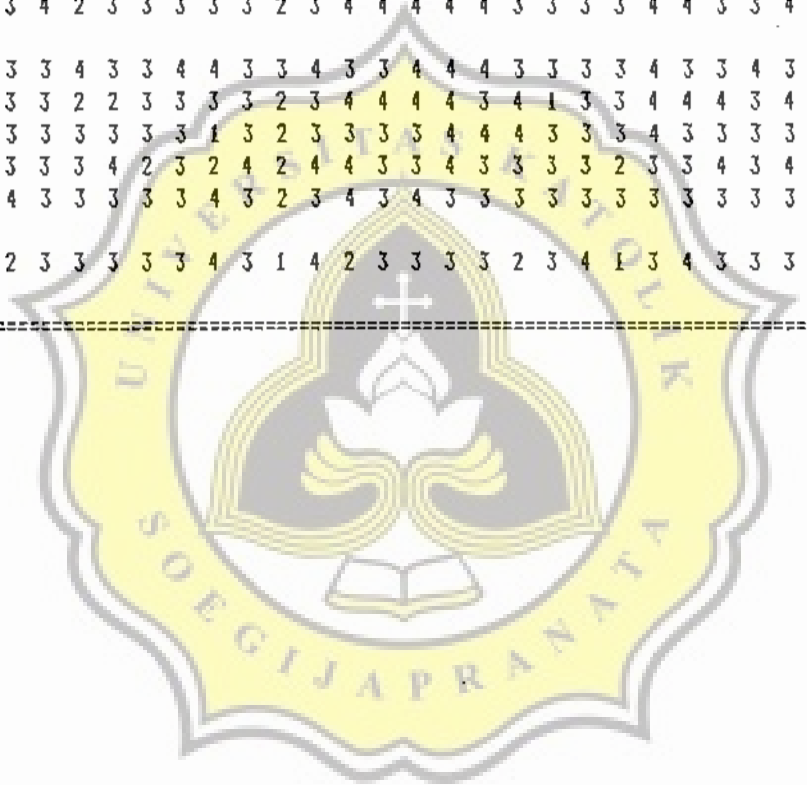 3 4 2 3 3 3 3 3 2 3 4 4 4 4 4 3 3 3 3 4 4 3 3 4
3 3 4 3 3 4 4 3 3 4 3 3 4 4 4 3 3 3 3 4 3 3 4 3
3 3 2 2 3 3 3 3 2 3 4 4 4 4 3 4 1 3 3 4 4 4 3 4
3 3 3 3 3 3 1 3 2 3 3 3 3 4 4 4 3 3 3 4 3 3 3 3
3 3 3 4 2 3 2 4 2 4 4 3 3 4 3 3 3 3 2 3 3 4 3 4
4 3 3 3 3 3 4 3 2 3 4 3 4 3 3 3 3 3 3 3 3 3 3 3
2 3 3 3 3 3 4 3 1 4 2 3 3 3 3 2 3 4 1 3 4 3 3 3
UNIVERSITAS KATOLIK
SOEGIJAPRANATA